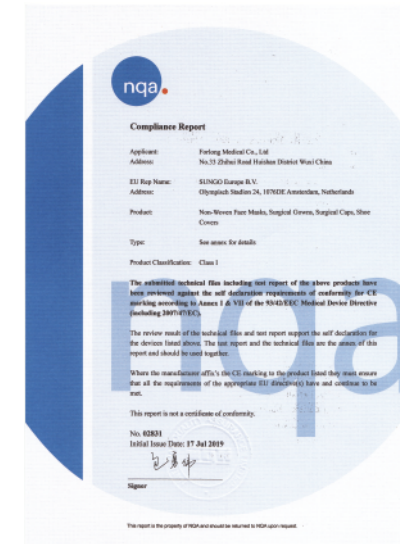 nqa.
Compliance Report
Applicant: Forlong Medical Co., Ltd
Address: No.33 Zhihui Road Huishan District Wuxi China
EU Rep Name: SUNGO Europe B.V.
Address: Olympisch Stadion 24, 1076DE Amsterdam, Netherlands
Product: Non-Woven Face Masks, Surgical Gowns, Surgical Caps, Shoe
Covers
Type: See annex for details
Product Classification: Class I
The submitted technical files including test report of the above products have
been reviewed against the self declaration requirements of conformity for CE
marking according to Annex I & VII of the 93/42/EEC Medical Device Directive
(including 2007/47/EC).
The review result of the technical files and test report support the self declaration for
the devices listed above. The test report and the technical files are the annex of this
report and should be used together.
Where the manufacturer affix's the CE marking to the product listed they must ensure
that all the requirements of the appropriate EU directive(s) have and continue to be
met.
This report is not a certificate of conformity.
No. 02831
Initial Issue Date: 17 Jul 2019
Signer
This report is the property of NQA and should be returned to NQA upon request.
nqa